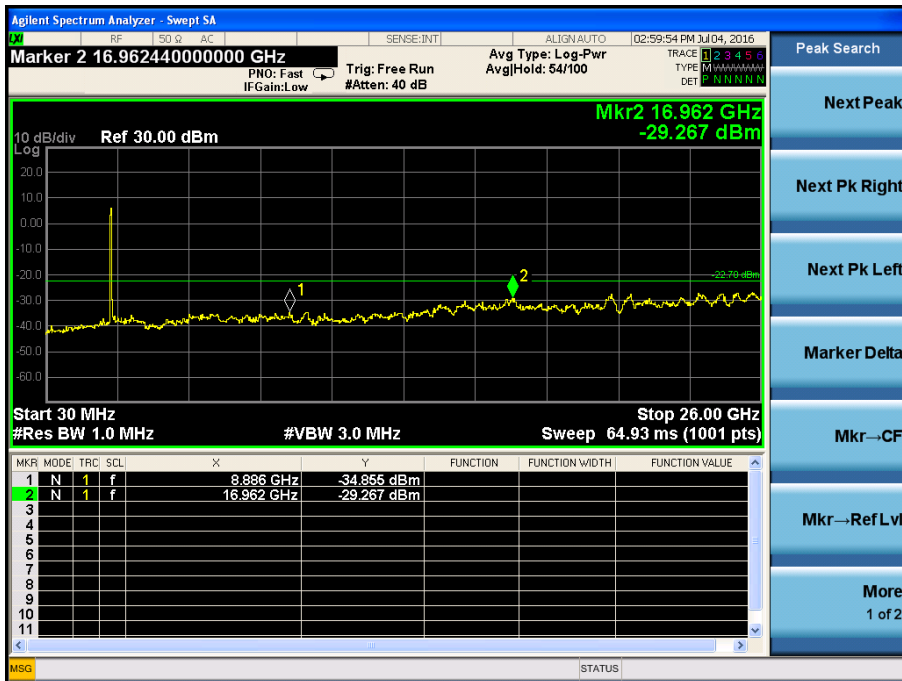 Agilent Spectrum Analyzer - Swept SA
LXI RF 50 Ω AC SENSE:INT ALIGNAUTO 02:59:54 PM Jul 04, 2016
Marker 2 16.962440000000 GHz
PNO: Fast
IFGain:Low
Trig: Free Run
#Atten: 40 dB
Avg Type: Log-Pwr
Avg|Hold: 54/100
TRACE 1 2 3 4 5 6
TYPE M WWWWW
DET P N N N N N
Mkr2 16.962 GHz
-29.267 dBm
10 dB/div Ref 30.00 dBm
Log
20.0
10.0
0.00
-10.0
-20.0
-30.0
-40.0
-50.0
-60.0
-22.70 dBm
1
2
Start 30 MHz Stop 26.00 GHz
#Res BW 1.0 MHz #VBW 3.0 MHz Sweep 64.93 ms (1001 pts)
MKR MODE TRC SCL X Y FUNCTION FUNCTION WIDTH FUNCTION VALUE
1 N 1 f 8.886 GHz -34.855 dBm
2 N 1 f 16.962 GHz -29.267 dBm
3
4
5
6
7
8
9
10
11
MSG STATUS
Peak Search
Next Peak
Next Pk Right
Next Pk Left
Marker Delta
Mkr→CF
Mkr→Ref Lvl
More
1 of 2